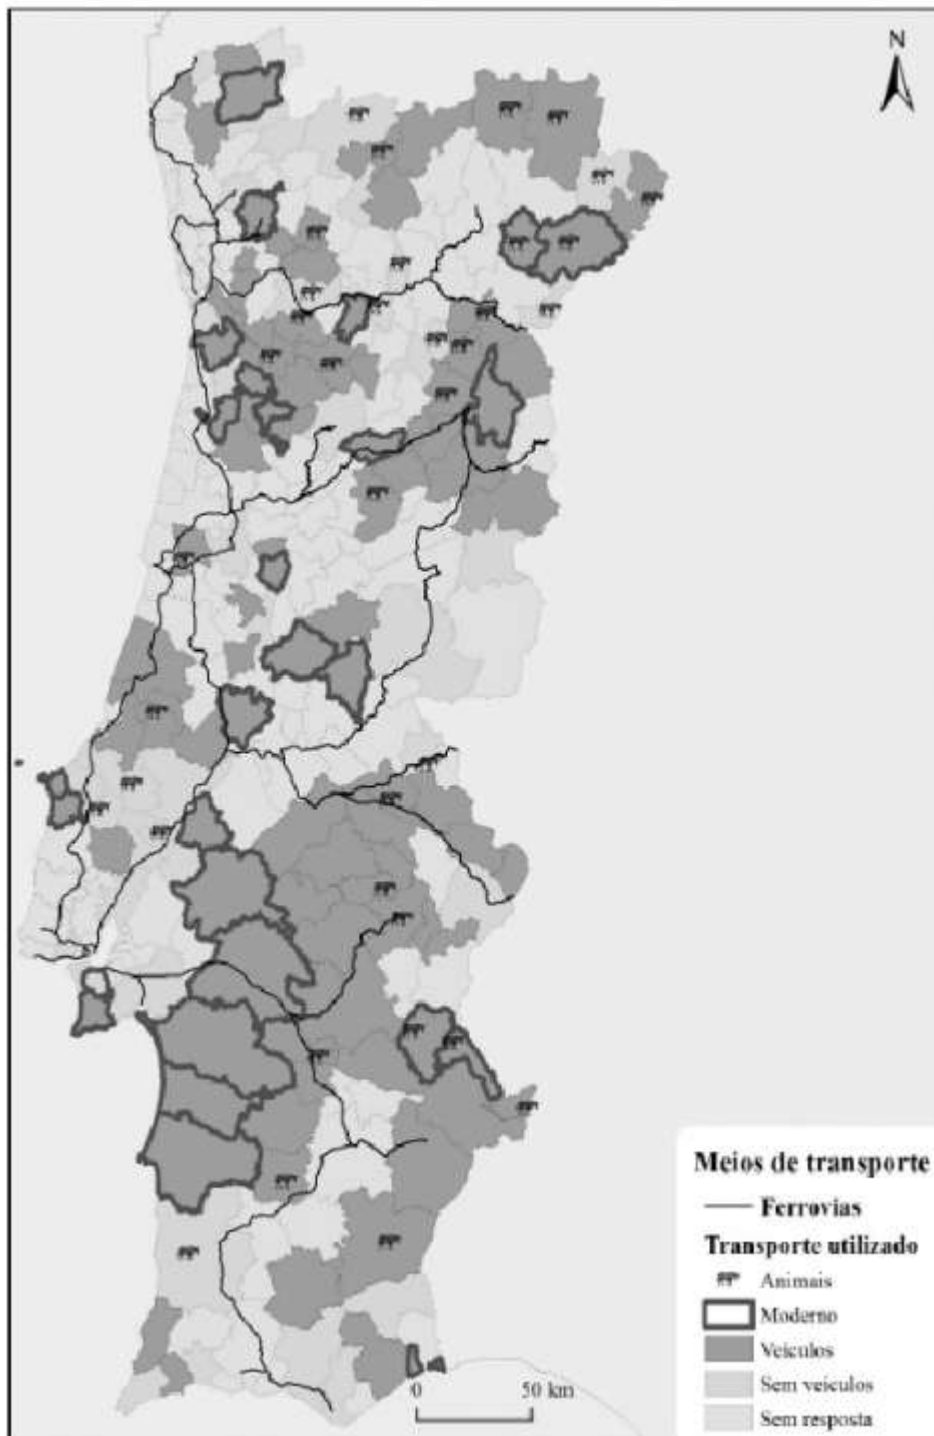 N
Meios de transporte
Ferrovias
Transporte utilizado
Animais
Moderno
Veículos
Sem veículos
Sem resposta
0 50 km